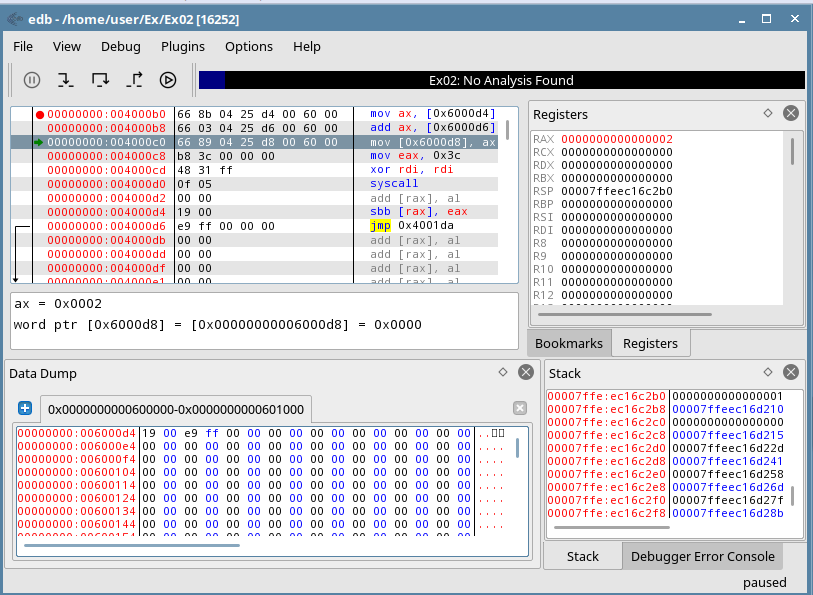 edb - /home/user/Ex/Ex02 [16252]
File View Debug Plugins Options Help
Ex02: No Analysis Found
00000000:004000b0 66 8b 04 25 d4 00 60 00 mov ax, [0x6000d4]
00000000:004000b8 66 03 04 25 d6 00 60 00 add ax, [0x6000d6]
00000000:004000c0 66 89 04 25 d8 00 60 00 mov [0x6000d8], ax
00000000:004000c8 b8 3c 00 00 00 mov eax, 0x3c
00000000:004000cd 48 31 ff xor rdi, rdi
00000000:004000d0 0f 05 syscall
00000000:004000d2 00 00 add [rax], al
00000000:004000d4 19 00 sbb [rax], eax
00000000:004000d6 e9 ff 00 00 00 jmp 0x4001da
00000000:004000db 00 00 add [rax], al
00000000:004000dd 00 00 add [rax], al
00000000:004000df 00 00 add [rax], al
00000000:004000e1 00 00 add [rax], al
ax = 0x0002
word ptr [0x6000d8] = [0x00000000006000d8] = 0x0000
Registers
RAX 0000000000000002
RCX 0000000000000000
RDX 0000000000000000
RBX 0000000000000000
RSP 00007ffeec16c2b0
RBP 0000000000000000
RSI 0000000000000000
RDI 0000000000000000
R8 0000000000000000
R9 0000000000000000
R10 0000000000000000
R11 0000000000000000
R12 0000000000000000
Bookmarks Registers
Data Dump
0x0000000000600000-0x0000000000601000
00000000:006000d4 19 00 e9 ff 00 00 00 00 00 00 00 00 00 00 00 00
00000000:006000e4 00 00 00 00 00 00 00 00 00 00 00 00 00 00 00 00 ....
00000000:006000f4 00 00 00 00 00 00 00 00 00 00 00 00 00 00 00 00 ....
00000000:00600104 00 00 00 00 00 00 00 00 00 00 00 00 00 00 00 00 ....
00000000:00600114 00 00 00 00 00 00 00 00 00 00 00 00 00 00 00 00 ....
00000000:00600124 00 00 00 00 00 00 00 00 00 00 00 00 00 00 00 00 ....
00000000:00600134 00 00 00 00 00 00 00 00 00 00 00 00 00 00 00 00 ....
00000000:00600144 00 00 00 00 00 00 00 00 00 00 00 00 00 00 00 00 ....
Stack
00007ffe:ec16c2b0 0000000000000001
00007ffe:ec16c2b8 00007ffeec16d210
00007ffe:ec16c2c0 0000000000000000
00007ffe:ec16c2c8 00007ffeec16d215
00007ffe:ec16c2d0 00007ffeec16d22d
00007ffe:ec16c2d8 00007ffeec16d241
00007ffe:ec16c2e0 00007ffeec16d258
00007ffe:ec16c2e8 00007ffeec16d26d
00007ffe:ec16c2f0 00007ffeec16d27f
00007ffe:ec16c2f8 00007ffeec16d28b
Stack Debugger Error Console
paused